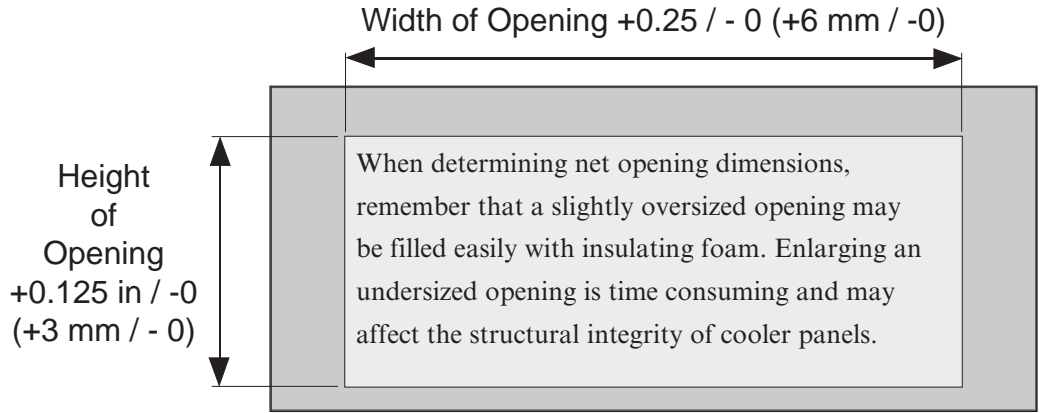 Width of Opening +0.25 / - 0 (+6 mm / -0)
Height
of
Opening
+0.125 in / -0
(+3 mm / - 0)
When determining net opening dimensions,
remember that a slightly oversized opening may
be filled easily with insulating foam. Enlarging an
undersized opening is time consuming and may
affect the structural integrity of cooler panels.